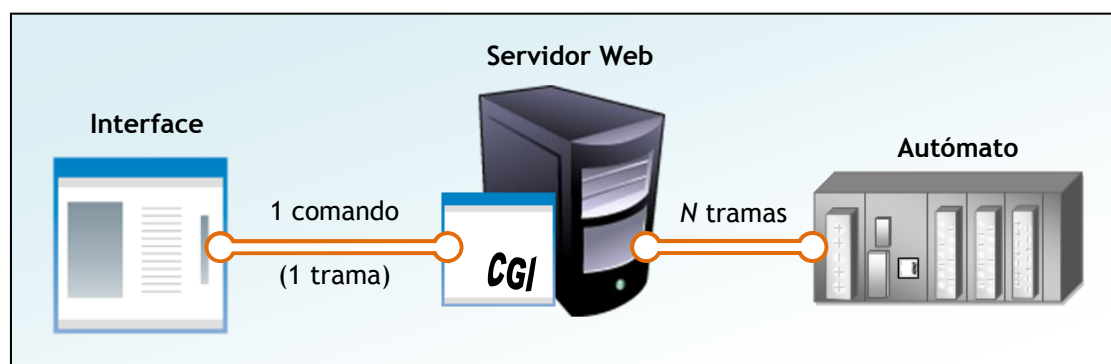 Servidor Web
Interface
Autómato
1 comando
N tramas
(1 trama)
CGI